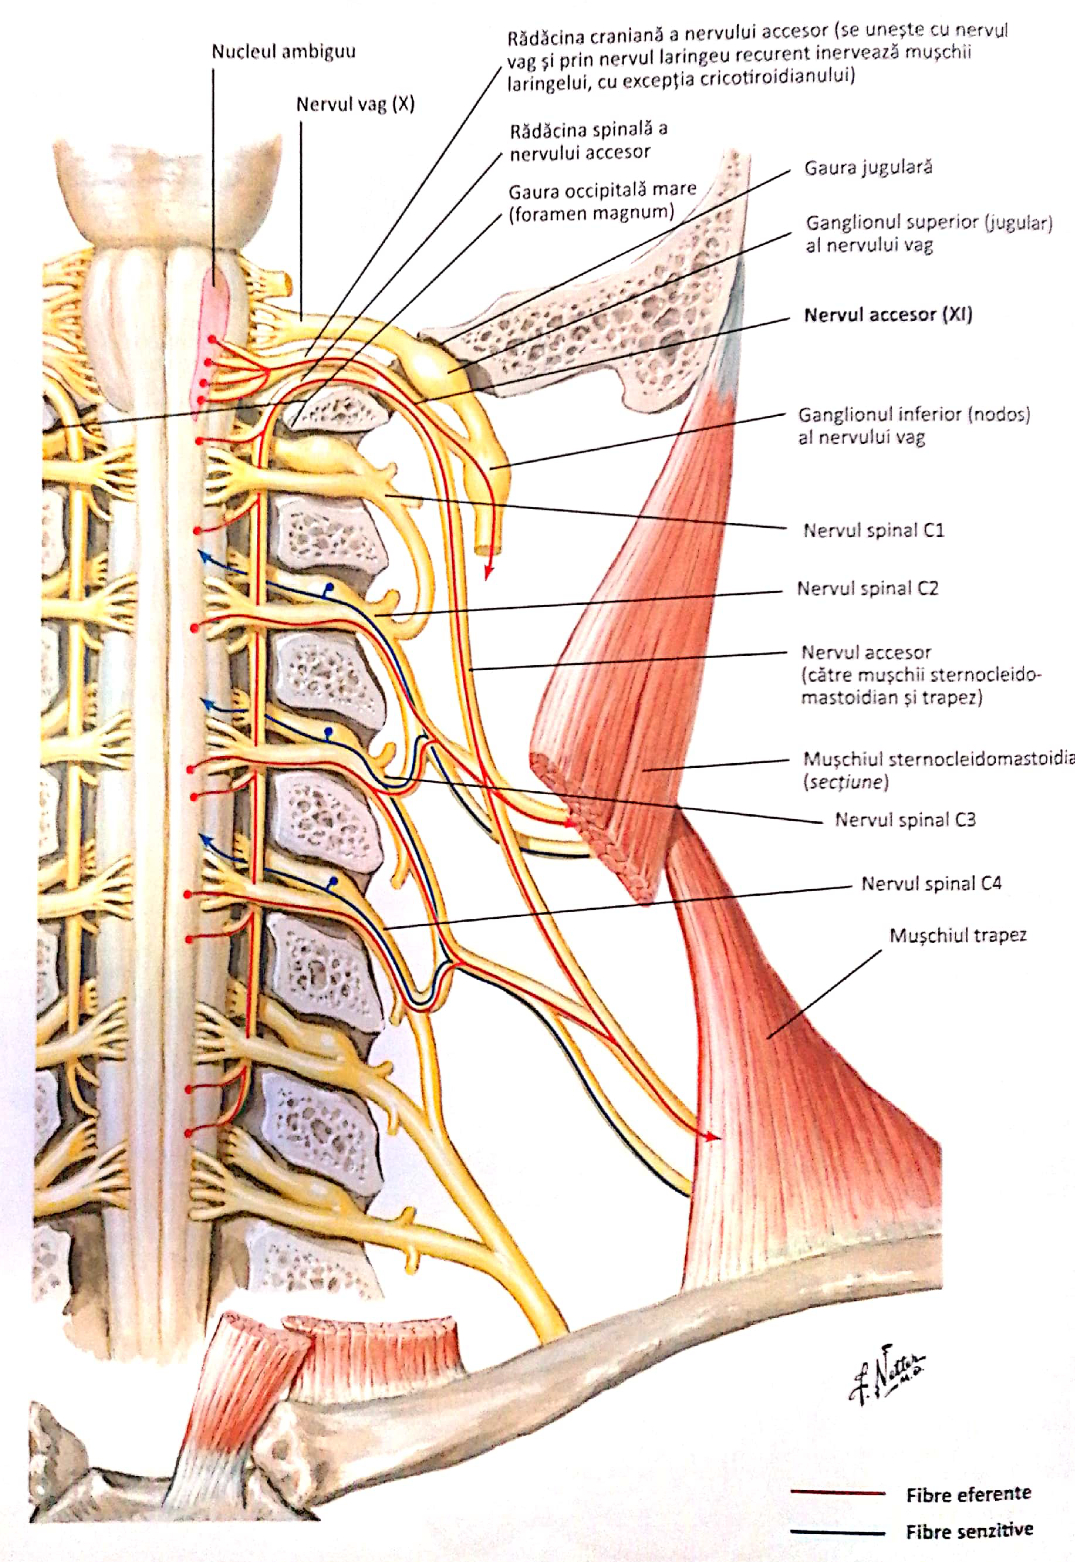 Nucleul ambiguu
Rădăcina craniană a nervului accesor (se unește cu nervul
vag și prin nervul laringeu recurent inervează mușchii
laringelui, cu excepția cricotiroidianului)
Nervul vag (X)
Rădăcina spinală a
nervului accesor
Gaura occipitală mare
(foramen magnum)
Gaura jugulară
Ganglionul superior (jugular)
al nervului vag
Nervul accesor (XI)
Ganglionul inferior (nodos)
al nervului vag
Nervul spinal C1
Nervul spinal C2
Nervul accesor
(către mușchii sternocleido-
mastoidian și trapez)
Mușchiul sternocleidomastoidia
(secțiune)
Nervul spinal C3
Nervul spinal C4
Mușchiul trapez
F. Netter
M.D.
Fibre eferente
Fibre senzitive